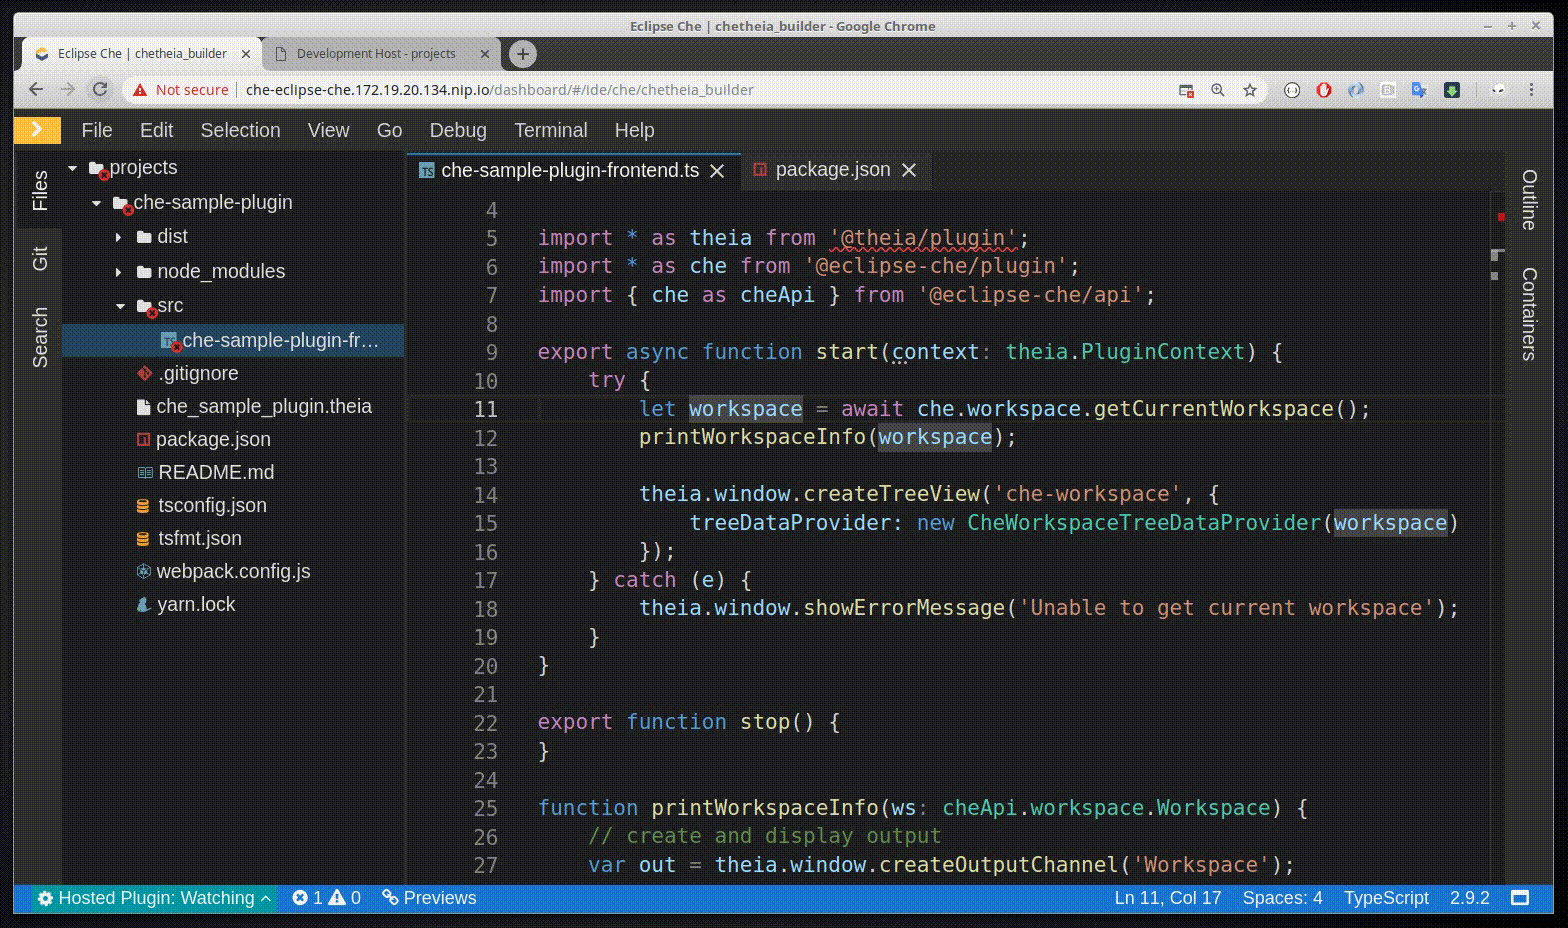 Eclipse Che | chetheia_builder - Google Chrome
Eclipse Che | chetheia_builder
Development Host - projects
Not secure
che-eclipse-che.172.19.20.134.nip.io/dashboard/#/ide/che/chetheia_builder
File Edit Selection View Go Debug Terminal Help
Files
Git
Search
projects
che-sample-plugin
dist
node_modules
src
che-sample-plugin-fr...
.gitignore
che_sample_plugin.theia
package.json
README.md
tsconfig.json
tsfmt.json
webpack.config.js
yarn.lock
TS che-sample-plugin-frontend.ts
package.json
4
5 import * as theia from '@theia/plugin';
6 import * as che from '@eclipse-che/plugin';
7 import { che as cheApi } from '@eclipse-che/api';
8
9 export async function start(context: theia.PluginContext) {
10 try {
11 let workspace = await che.workspace.getCurrentWorkspace();
12 printWorkspaceInfo(workspace);
13
14 theia.window.createTreeView('che-workspace', {
15 treeDataProvider: new CheWorkspaceTreeDataProvider(workspace)
16 });
17 } catch (e) {
18 theia.window.showErrorMessage('Unable to get current workspace');
19 }
20 }
21
22 export function stop() {
23 }
24
25 function printWorkspaceInfo(ws: cheApi.workspace.Workspace) {
26 // create and display output
27 var out = theia.window.createOutputChannel('Workspace');
Outline
Containers
Hosted Plugin: Watching 1 0 Previews
Ln 11, Col 17 Spaces: 4 TypeScript 2.9.2